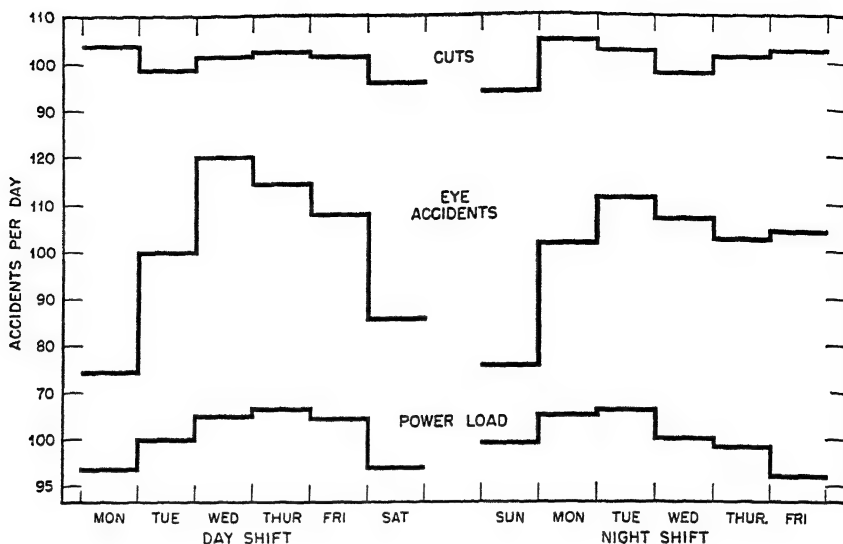 110
100
90
120
110
100
90
80
70
100
95
ACCIDENTS PER DAY
CUTS
EYE
ACCIDENTS
POWER LOAD
MON TUE WED THUR FRI SAT SUN MON TUE WED THUR. FRI
DAY SHIFT NIGHT SHIFT